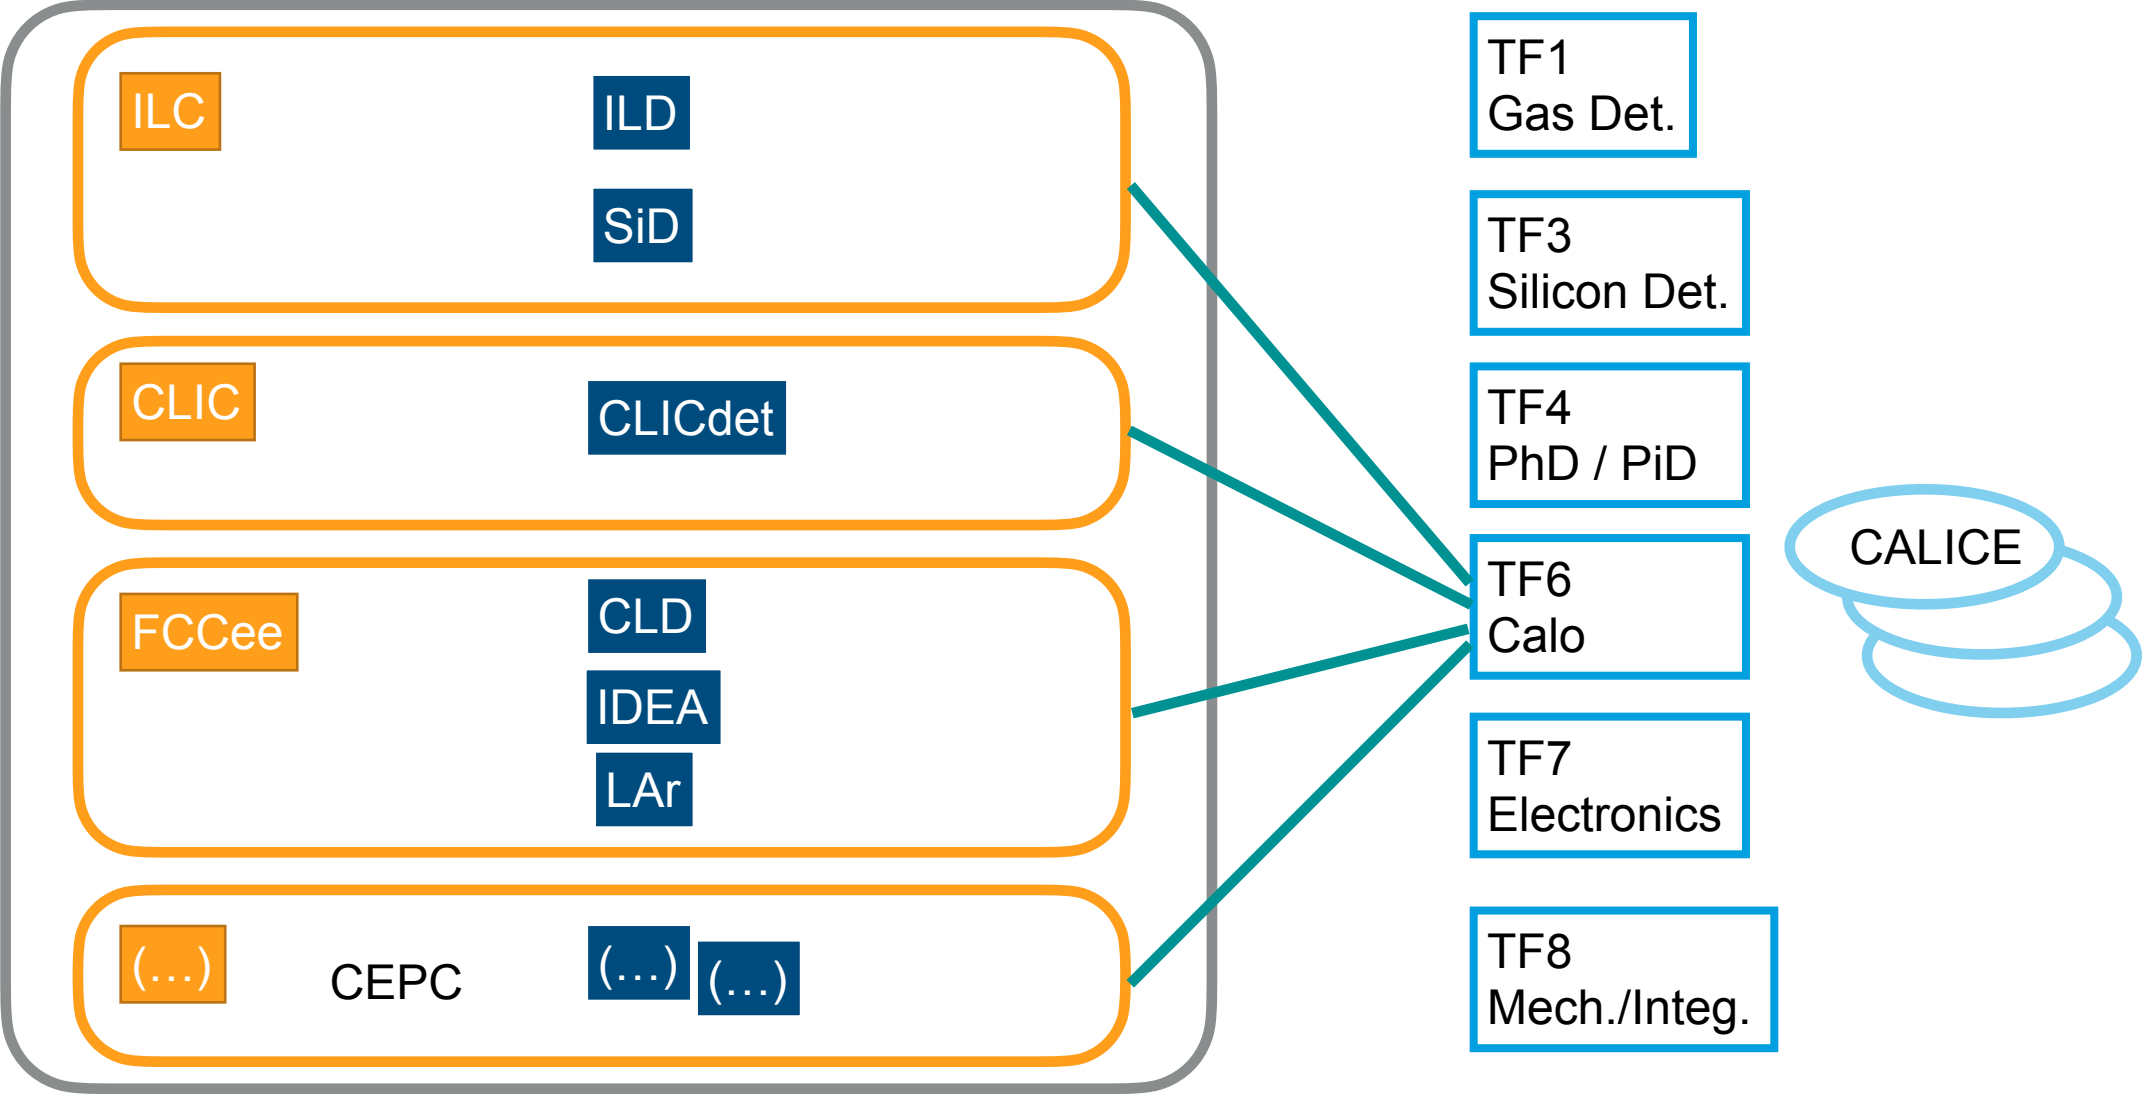 ILC
ILD
SiD
CLIC
CLICdet
FCCee
CLD
IDEA
LAr
(...)
CEPC
(...)
(...)
TF1
Gas Det.
TF3
Silicon Det.
TF4
PhD / PiD
TF6
Calo
TF7
Electronics
TF8
Mech./Integ.
CALICE